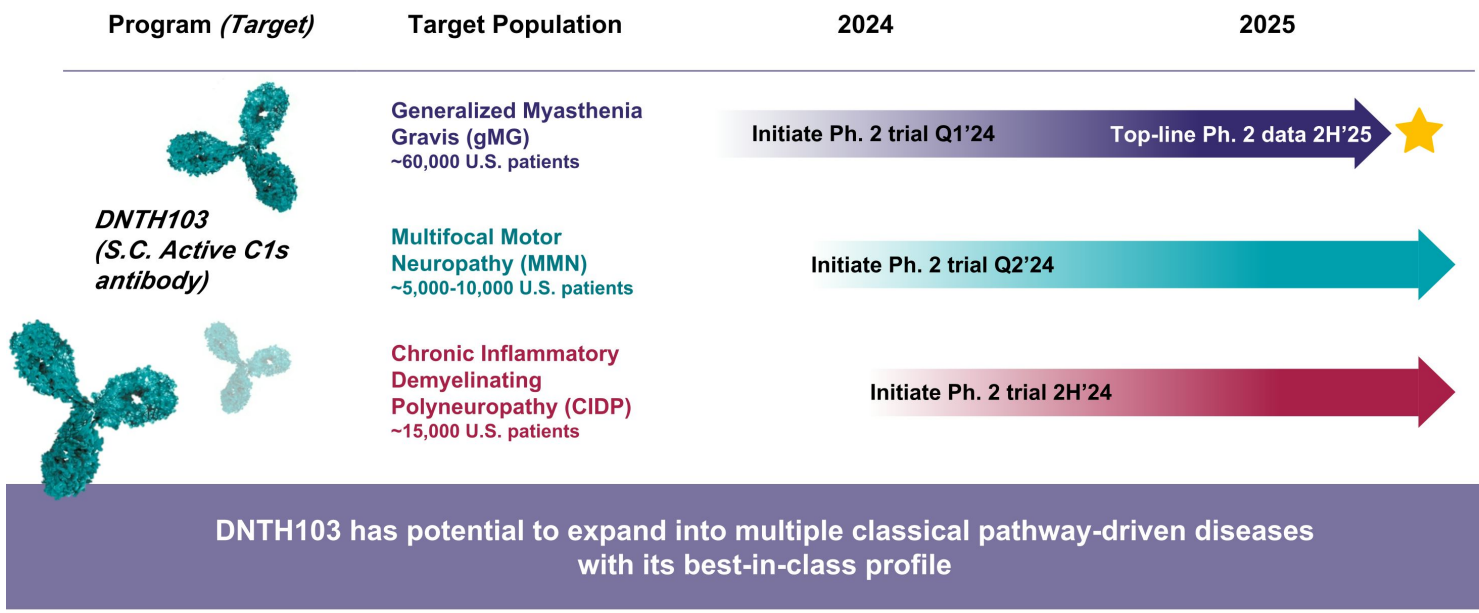 Program (Target)
Target Population
2024
2025
DNTH103
(S.C. Active C1s
antibody)
Generalized Myasthenia
Gravis (gMG)
~60,000 U.S. patients
Initiate Ph. 2 trial Q1’24
Top-line Ph. 2 data 2H’25
Multifocal Motor
Neuropathy (MMN)
~5,000-10,000 U.S. patients
Initiate Ph. 2 trial Q2’24
Chronic Inflammatory
Demyelinating
Polyneuropathy (CIDP)
~15,000 U.S. patients
Initiate Ph. 2 trial 2H’24
DNTH103 has potential to expand into multiple classical pathway-driven diseases
with its best-in-class profile